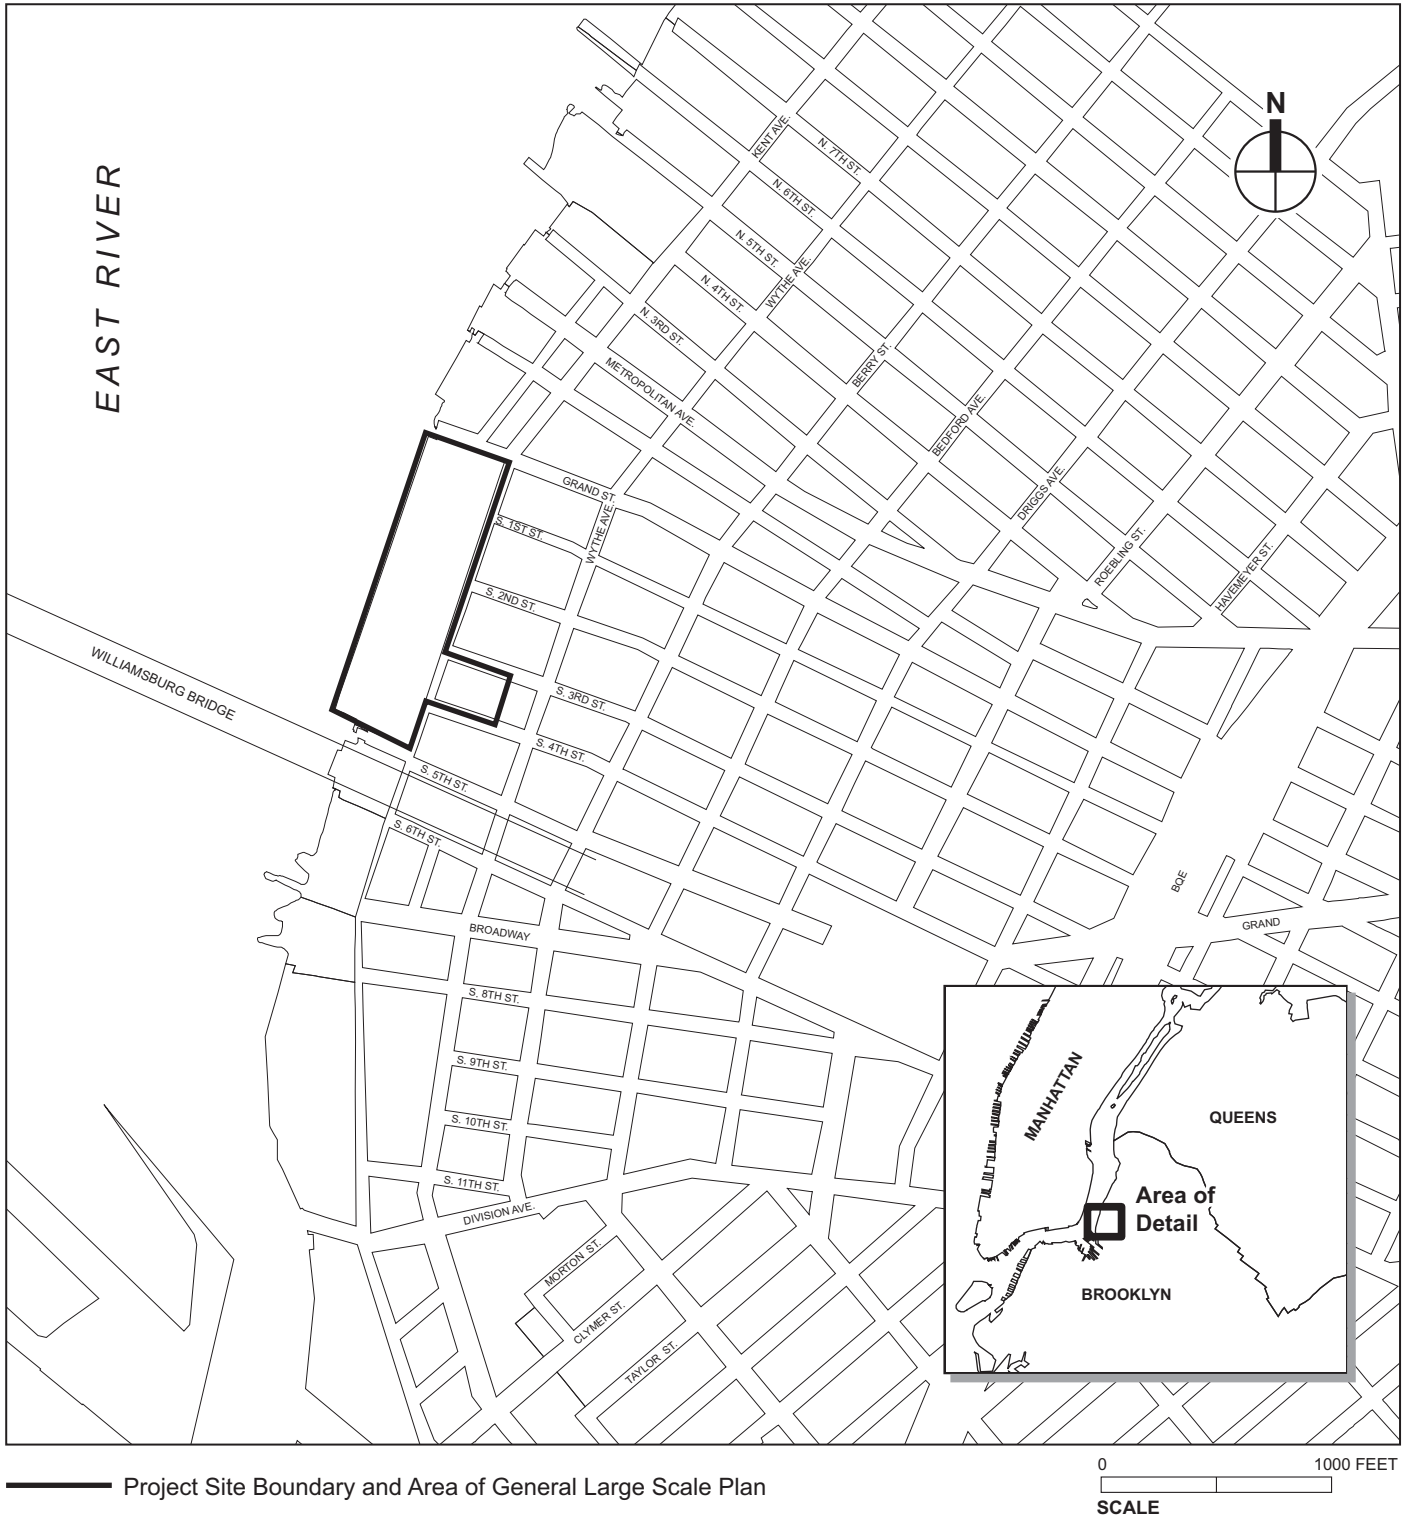 N
EAST RIVER
KENT AVE.
N. 7TH ST.
N. 6TH ST.
N. 5TH ST.
WYTHE AVE.
N. 4TH ST.
N. 3RD ST.
METROPOLITAN AVE.
BERRY ST.
BEDFORD AVE.
DRIGGS AVE.
ROEBLING ST.
HAVEMEYER ST.
GRAND ST.
WYTHE AVE.
S. 1ST ST.
S. 2ND ST.
S. 3RD ST.
S. 4TH ST.
WILLIAMSBURG BRIDGE
S. 5TH ST.
S. 6TH ST.
BQE
GRAND
BROADWAY
S. 8TH ST.
S. 9TH ST.
S. 10TH ST.
S. 11TH ST.
DIVISION AVE.
MORTON ST.
CLYMER ST.
TAYLOR ST.
MANHATTAN
QUEENS
Area of
Detail
BROOKLYN
Project Site Boundary and Area of General Large Scale Plan
0 1000 FEET
SCALE